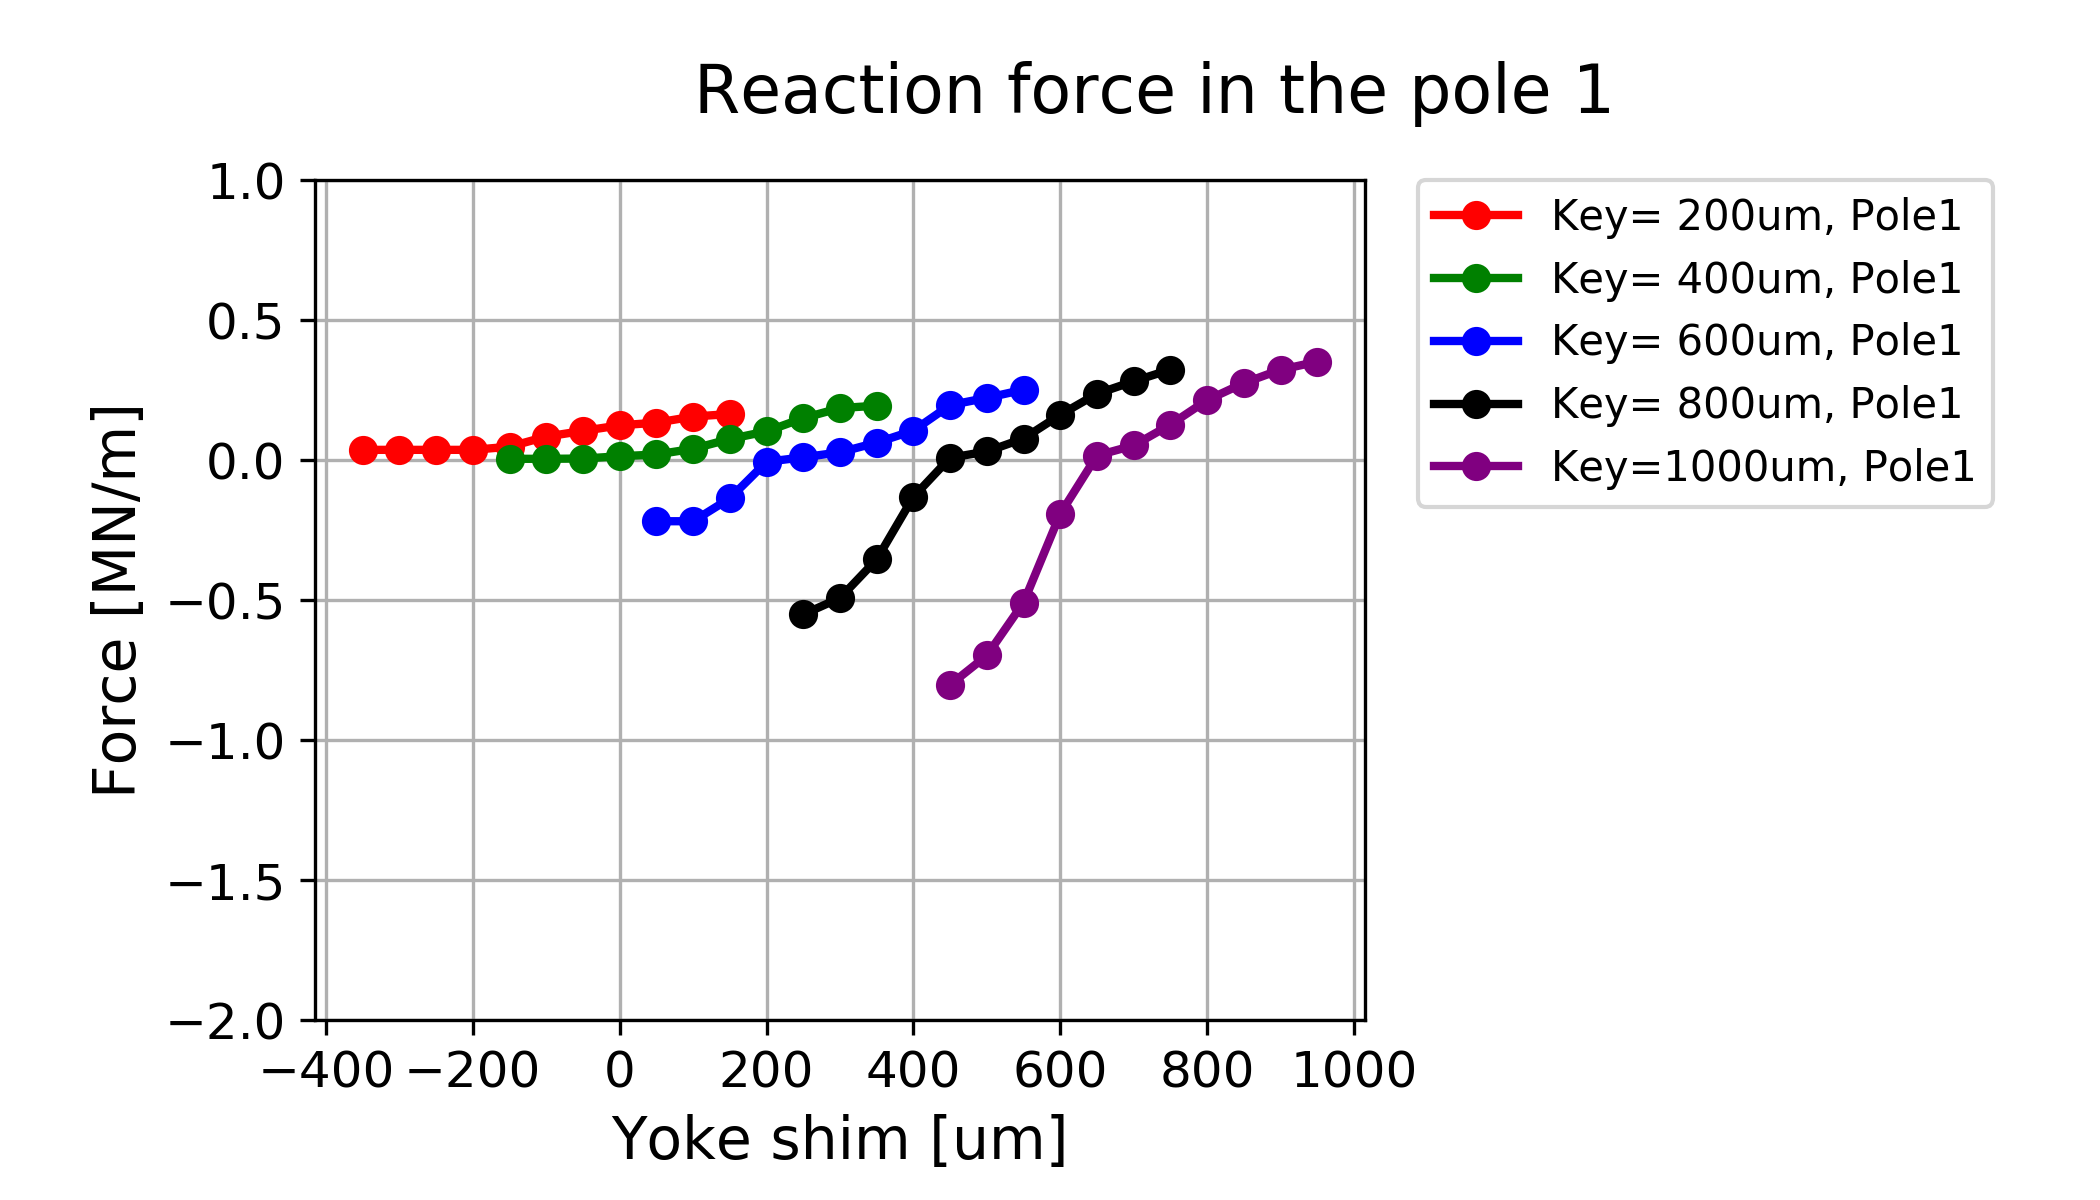 Reaction force in the pole 1
1.0
0.5
0.0
−0.5
−1.0
−1.5
−2.0
Force [MN/m]
−400 −200 0 200 400 600 800 1000
Yoke shim [um]
Key= 200um, Pole1
Key= 400um, Pole1
Key= 600um, Pole1
Key= 800um, Pole1
Key=1000um, Pole1